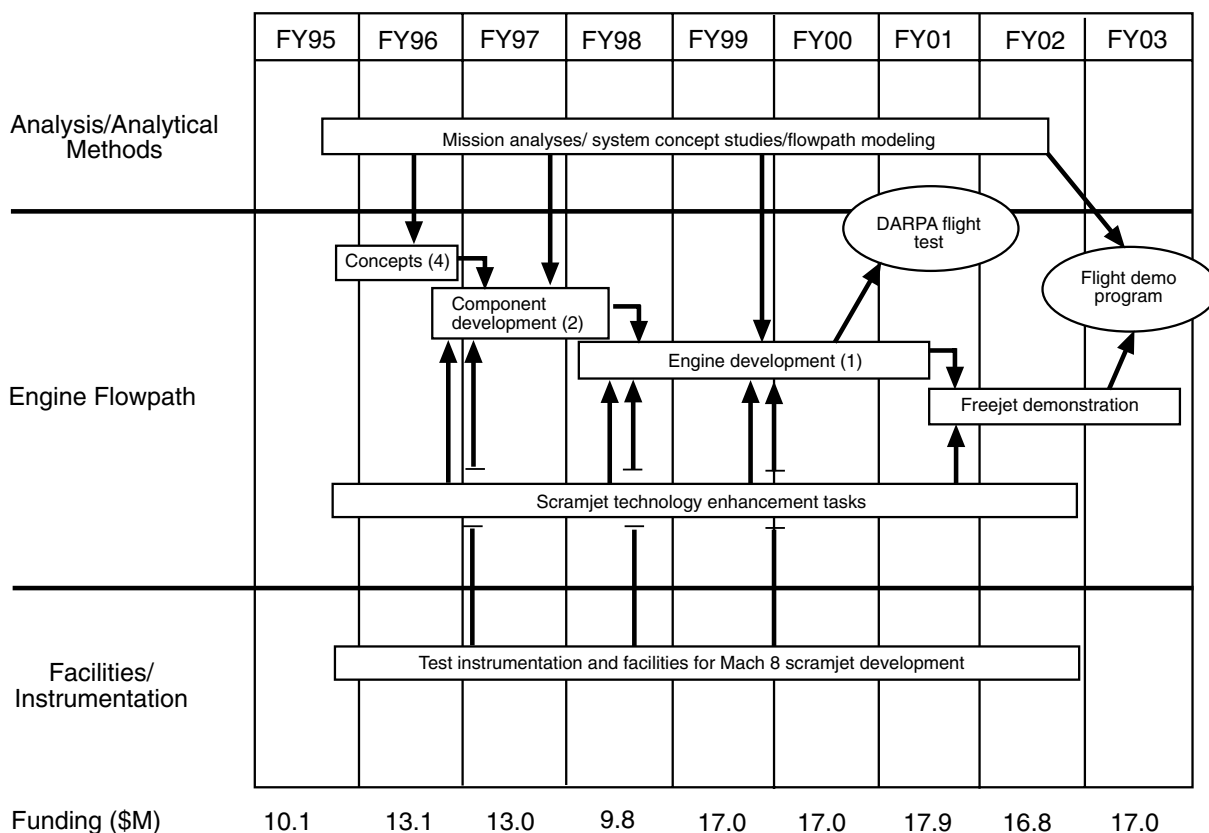 FY95 FY96 FY97 FY98 FY99 FY00 FY01 FY02 FY03
Analysis/Analytical
Methods
Mission analyses/ system concept studies/flowpath modeling
DARPA flight
test
Concepts (4)
Flight demo
program
Component
development (2)
Engine development (1)
Engine Flowpath
Freejet demonstration
Scramjet technology enhancement tasks
Facilities/
Instrumentation
Test instrumentation and facilities for Mach 8 scramjet development
Funding ($M) 10.1 13.1 13.0 9.8 17.0 17.0 17.9 16.8 17.0